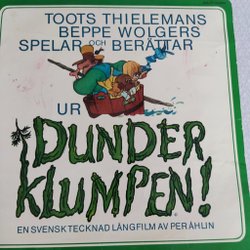 TOOTS THIELEMANS
BEPPE WOLGERS
SPELAR OCH BERÄTTAR
UR
DUNDER
KLUMPEN!
EN SVENSK TECKNAD LÅNGFILM AV PER ÅHLIN